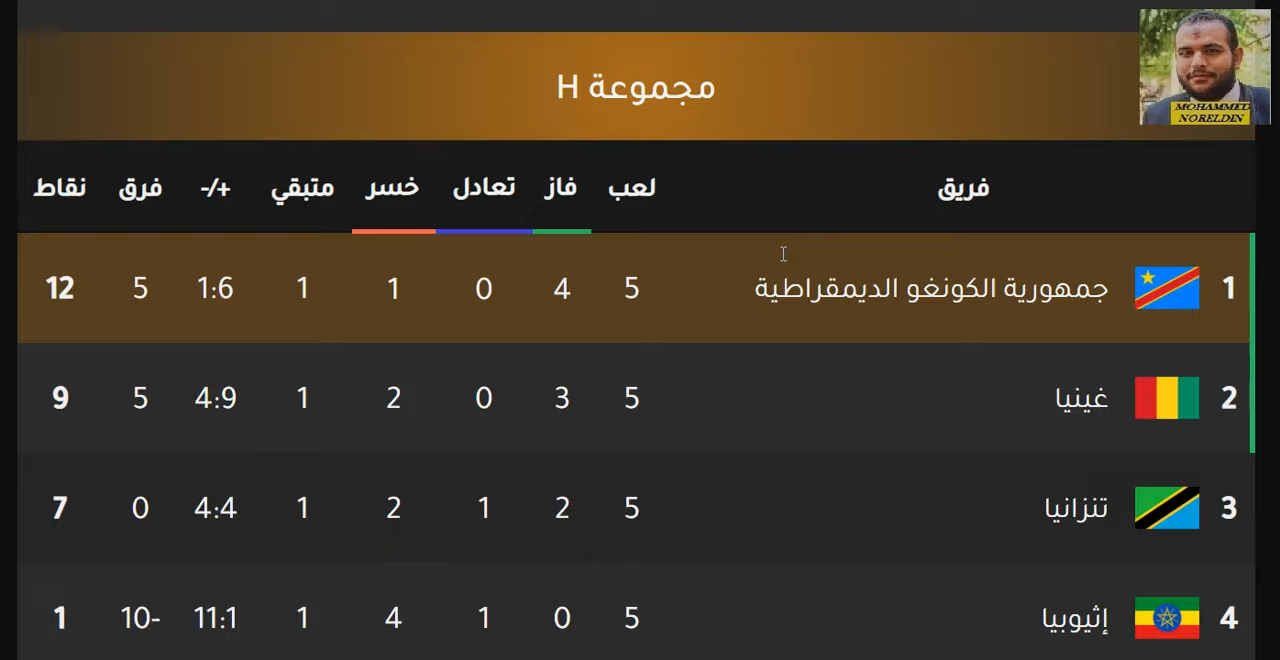 MOHAMMED
NORELDIN
مجموعة H
فريق لعب فاز تعادل خسر متبقي +/- فرق نقاط
1 جمهورية الكونغو الديمقراطية 5 4 0 1 1 1:6 5 12
2 غينيا 5 3 0 2 1 4:9 5 9
3 تنزانيا 5 2 1 2 1 4:4 0 7
4 إثيوبيا 5 0 1 4 1 11:1 10- 1